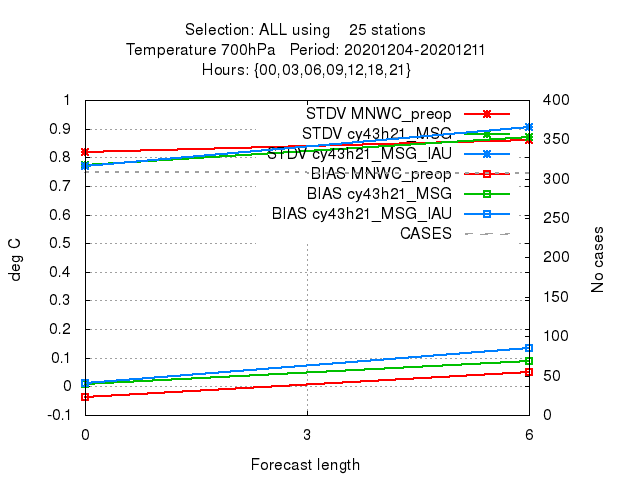 Selection: ALL using    25 stations
Temperature 700hPa   Period: 20201204-20201211
Hours: {00,03,06,09,12,18,21}
STDV MNWC_preop
STDV cy43h21_MSG
STDV cy43h21_MSG_IAU
BIAS MNWC_preop
BIAS cy43h21_MSG
BIAS cy43h21_MSG_IAU
CASES
1
0.9
0.8
0.7
0.6
0.5
0.4
0.3
0.2
0.1
0
-0.1
deg C
400
350
300
250
200
150
100
50
0
No cases
0 3 6
Forecast length